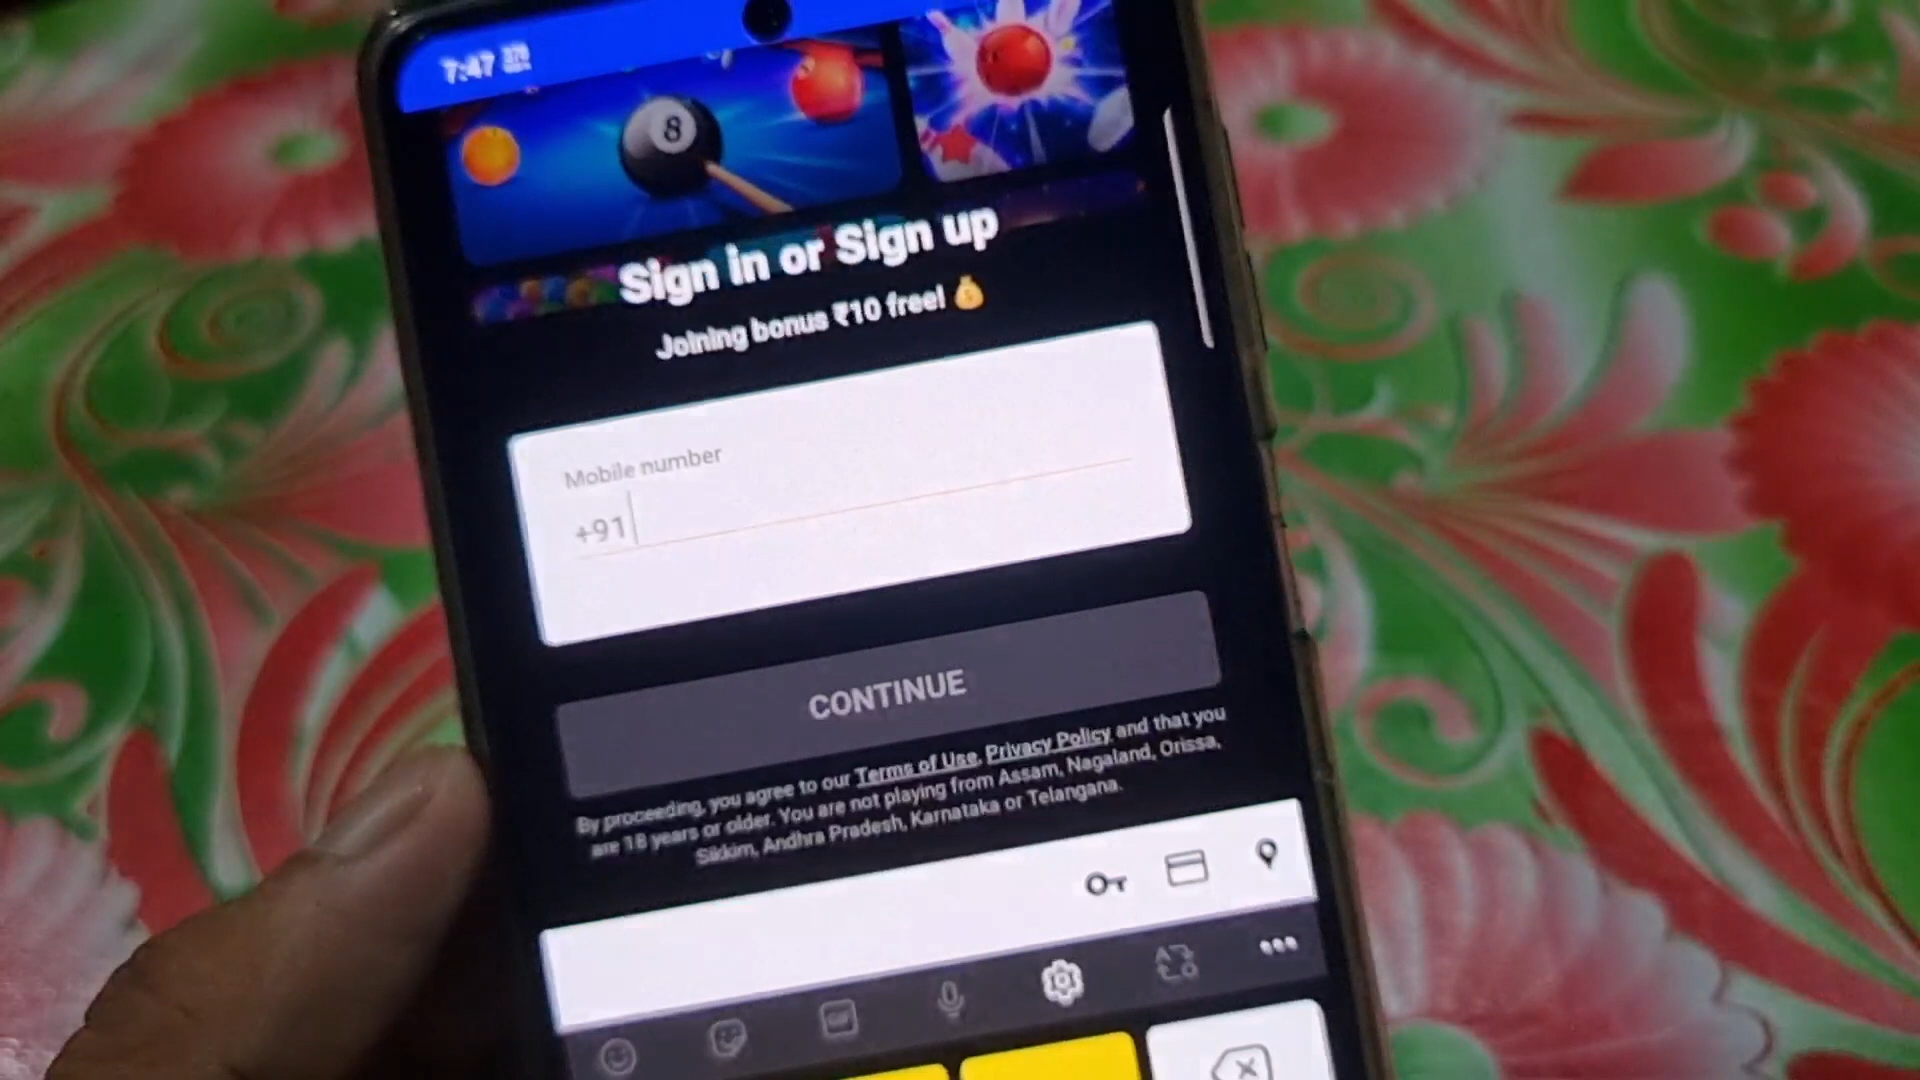 7:47
8
Sign in or Sign up
Joining bonus ₹10 free! 💰
Mobile number
+91
CONTINUE
By proceeding, you agree to our Terms of Use, Privacy Policy and that you
are 18 years or older. You are not playing from Assam, Nagaland, Orissa,
Sikkim, Andhra Pradesh, Karnataka or Telangana.
GIF